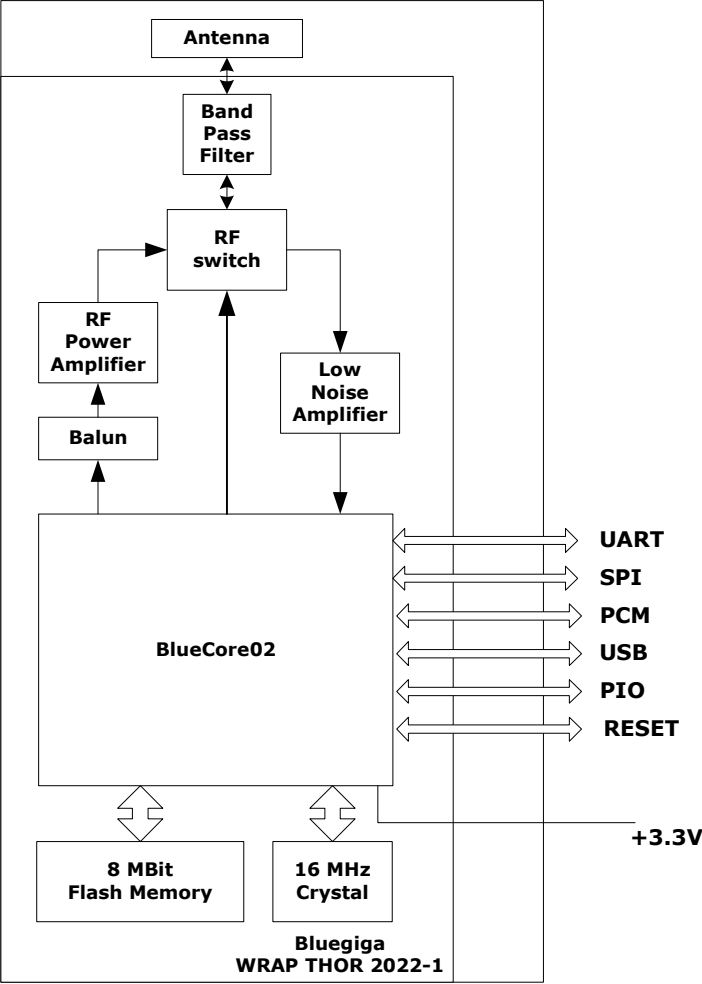 Antenna
Band
Pass
Filter
RF
switch
RF
Power
Amplifier
Low
Noise
Amplifier
Balun
BlueCore02
UART
SPI
PCM
USB
PIO
RESET
+3.3V
8 MBit
Flash Memory
16 MHz
Crystal
Bluegiga
WRAP THOR 2022-1